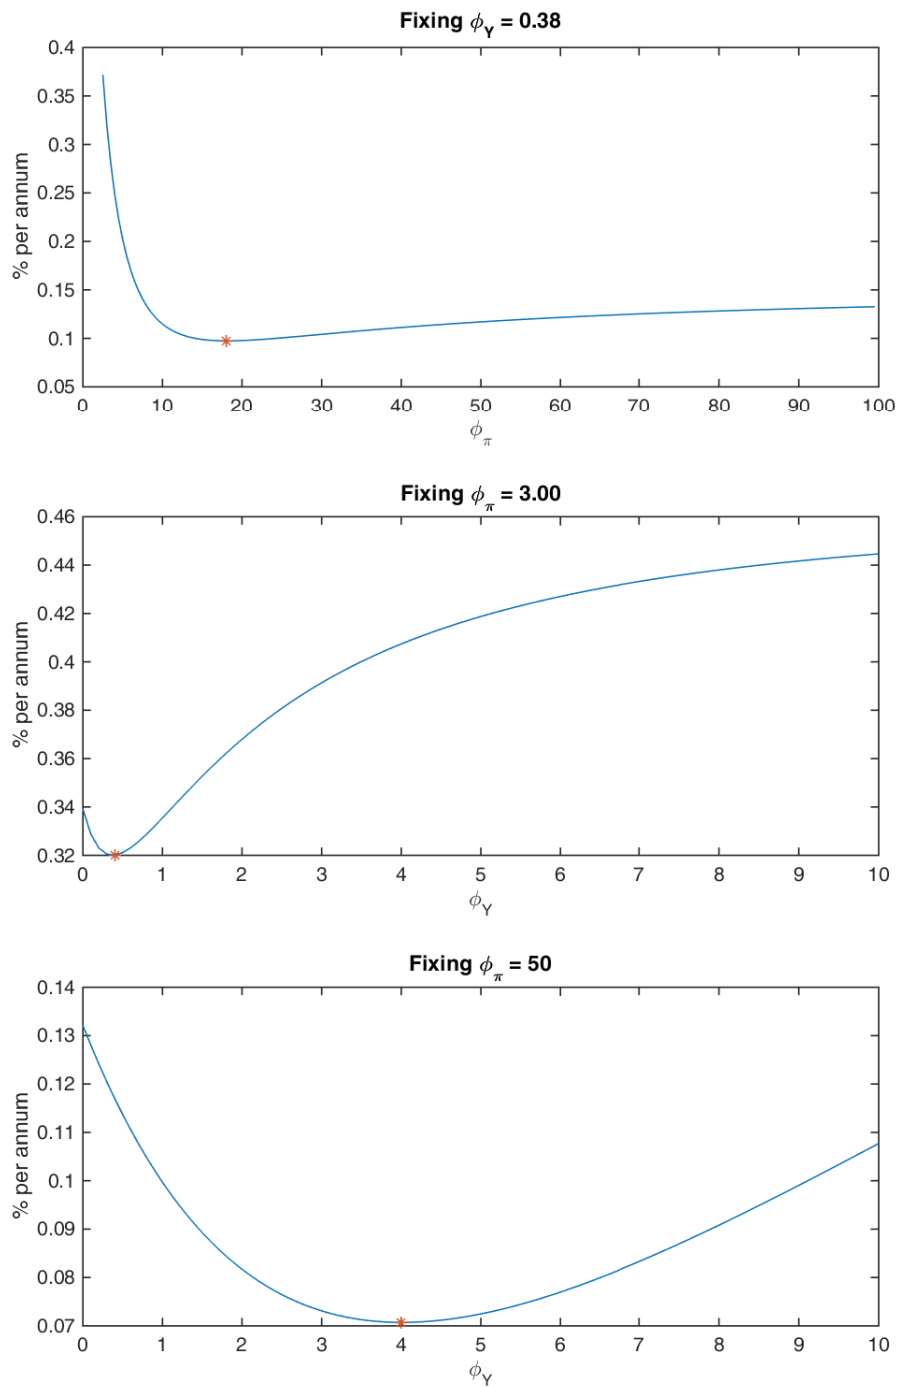 Fixing ϕ_Y = 0.38
0.4
0.35
0.3
0.25
0.2
0.15
0.1
0.05
% per annum
0 10 20 30 40 50 60 70 80 90 100
ϕ_π
Fixing ϕ_π = 3.00
0.46
0.44
0.42
0.4
0.38
0.36
0.34
0.32
% per annum
0 1 2 3 4 5 6 7 8 9 10
ϕ_Y
Fixing ϕ_π = 50
0.14
0.13
0.12
0.11
0.1
0.09
0.08
0.07
% per annum
0 1 2 3 4 5 6 7 8 9 10
ϕ_Y